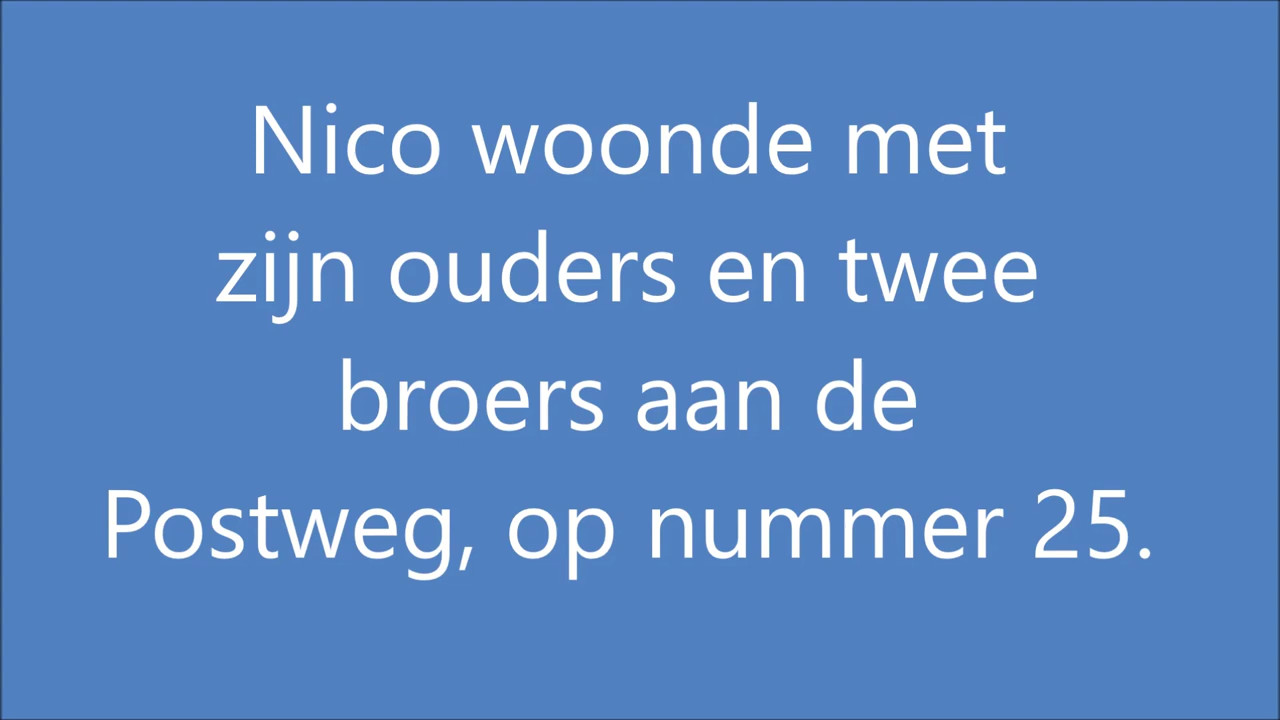 Nico woonde met
zijn ouders en twee
broers aan de
Postweg, op nummer 25.